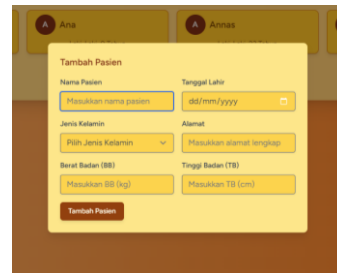 A Ana
A Annas
Tambah Pasien
Nama Pasien
Tanggal Lahir
Masukkan nama pasien
dd/mm/yyyy
Jenis Kelamin
Alamat
Pilih Jenis Kelamin
Masukkan alamat lengkap
Berat Badan (BB)
Tinggi Badan (TB)
Masukkan BB (kg)
Masukkan TB (cm)
Tambah Pasien